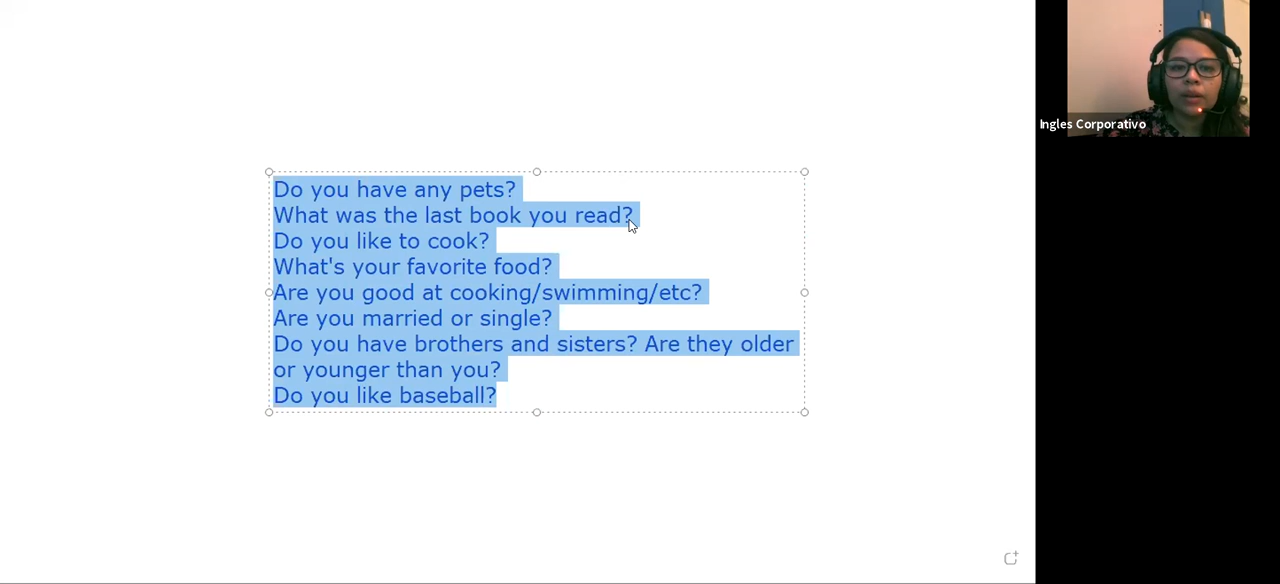 Do you have any pets?
What was the last book you read?
Do you like to cook?
What's your favorite food?
Are you good at cooking/swimming/etc?
Are you married or single?
Do you have brothers and sisters? Are they older
or younger than you?
Do you like baseball?
Ingles Corporativo